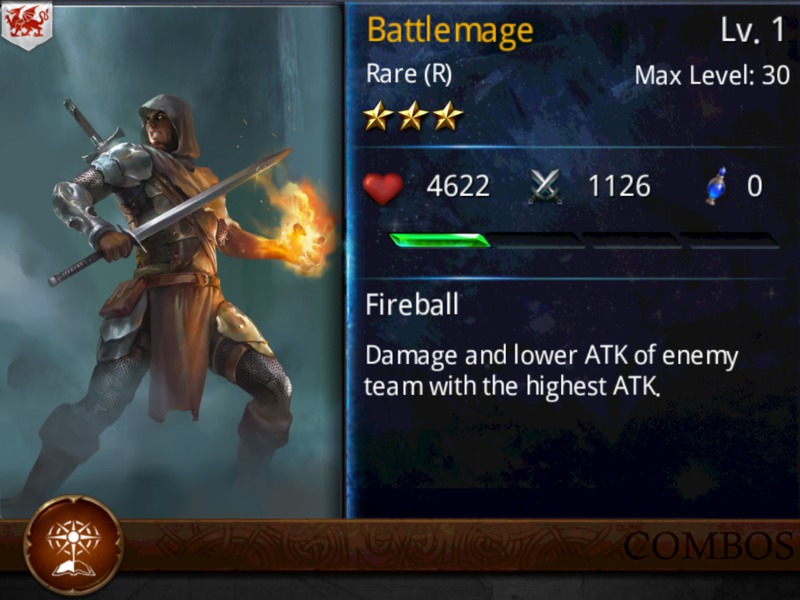 Battlemage
Lv. 1
Rare (R)
Max Level: 30
4622
1126
0
Fireball
Damage and lower ATK of enemy
team with the highest ATK.
COMBOS